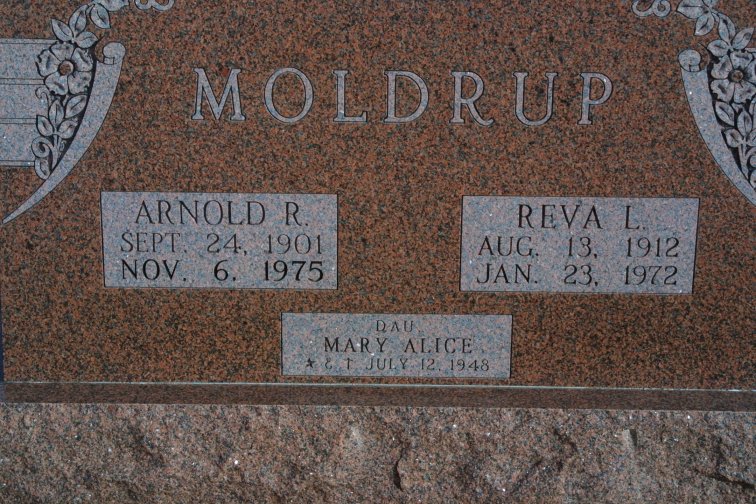 MOLDRUP
ARNOLD R.
SEPT. 24, 1901
NOV. 6, 1975
REVA L.
AUG. 13, 1912
JAN. 23, 1972
DAU.
MARY ALICE
★ & † JULY 12, 1948